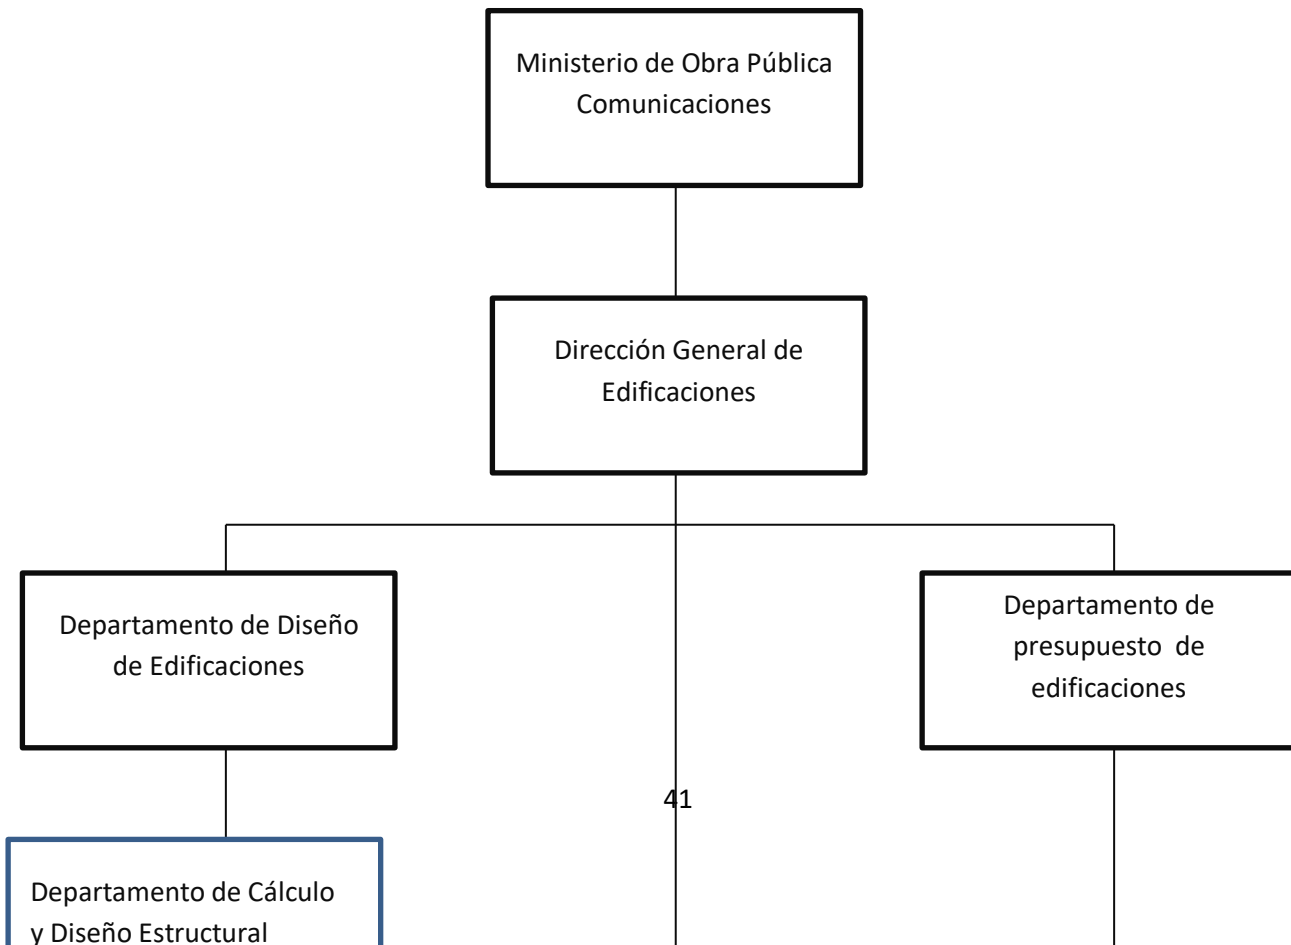 Ministerio de Obra Pública
Comunicaciones
Dirección General de
Edificaciones
Departamento de Diseño
de Edificaciones
Departamento de
presupuesto  de
edificaciones
41
Departamento de Cálculo
y Diseño Estructural